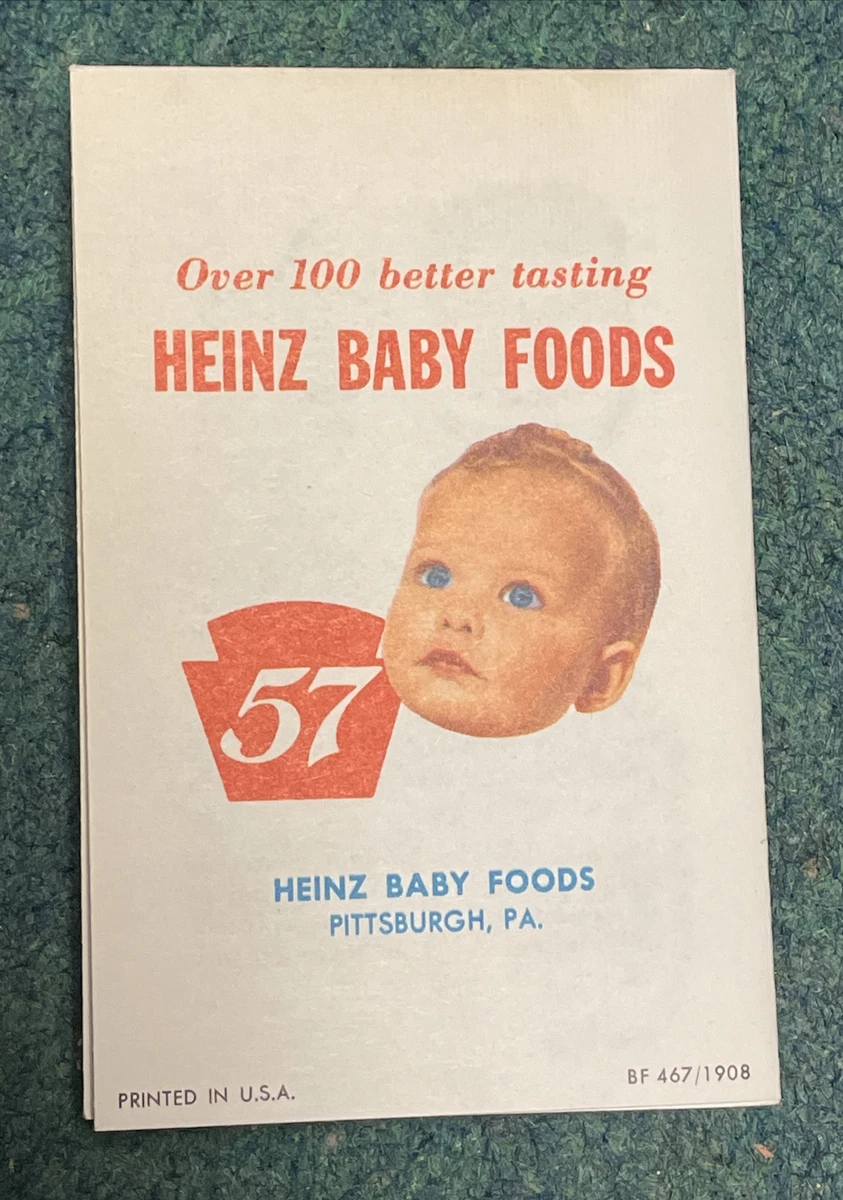 Over 100 better tasting
HEINZ BABY FOODS
57
HEINZ BABY FOODS
PITTSBURGH, PA.
PRINTED IN U.S.A.
BF 467/1908